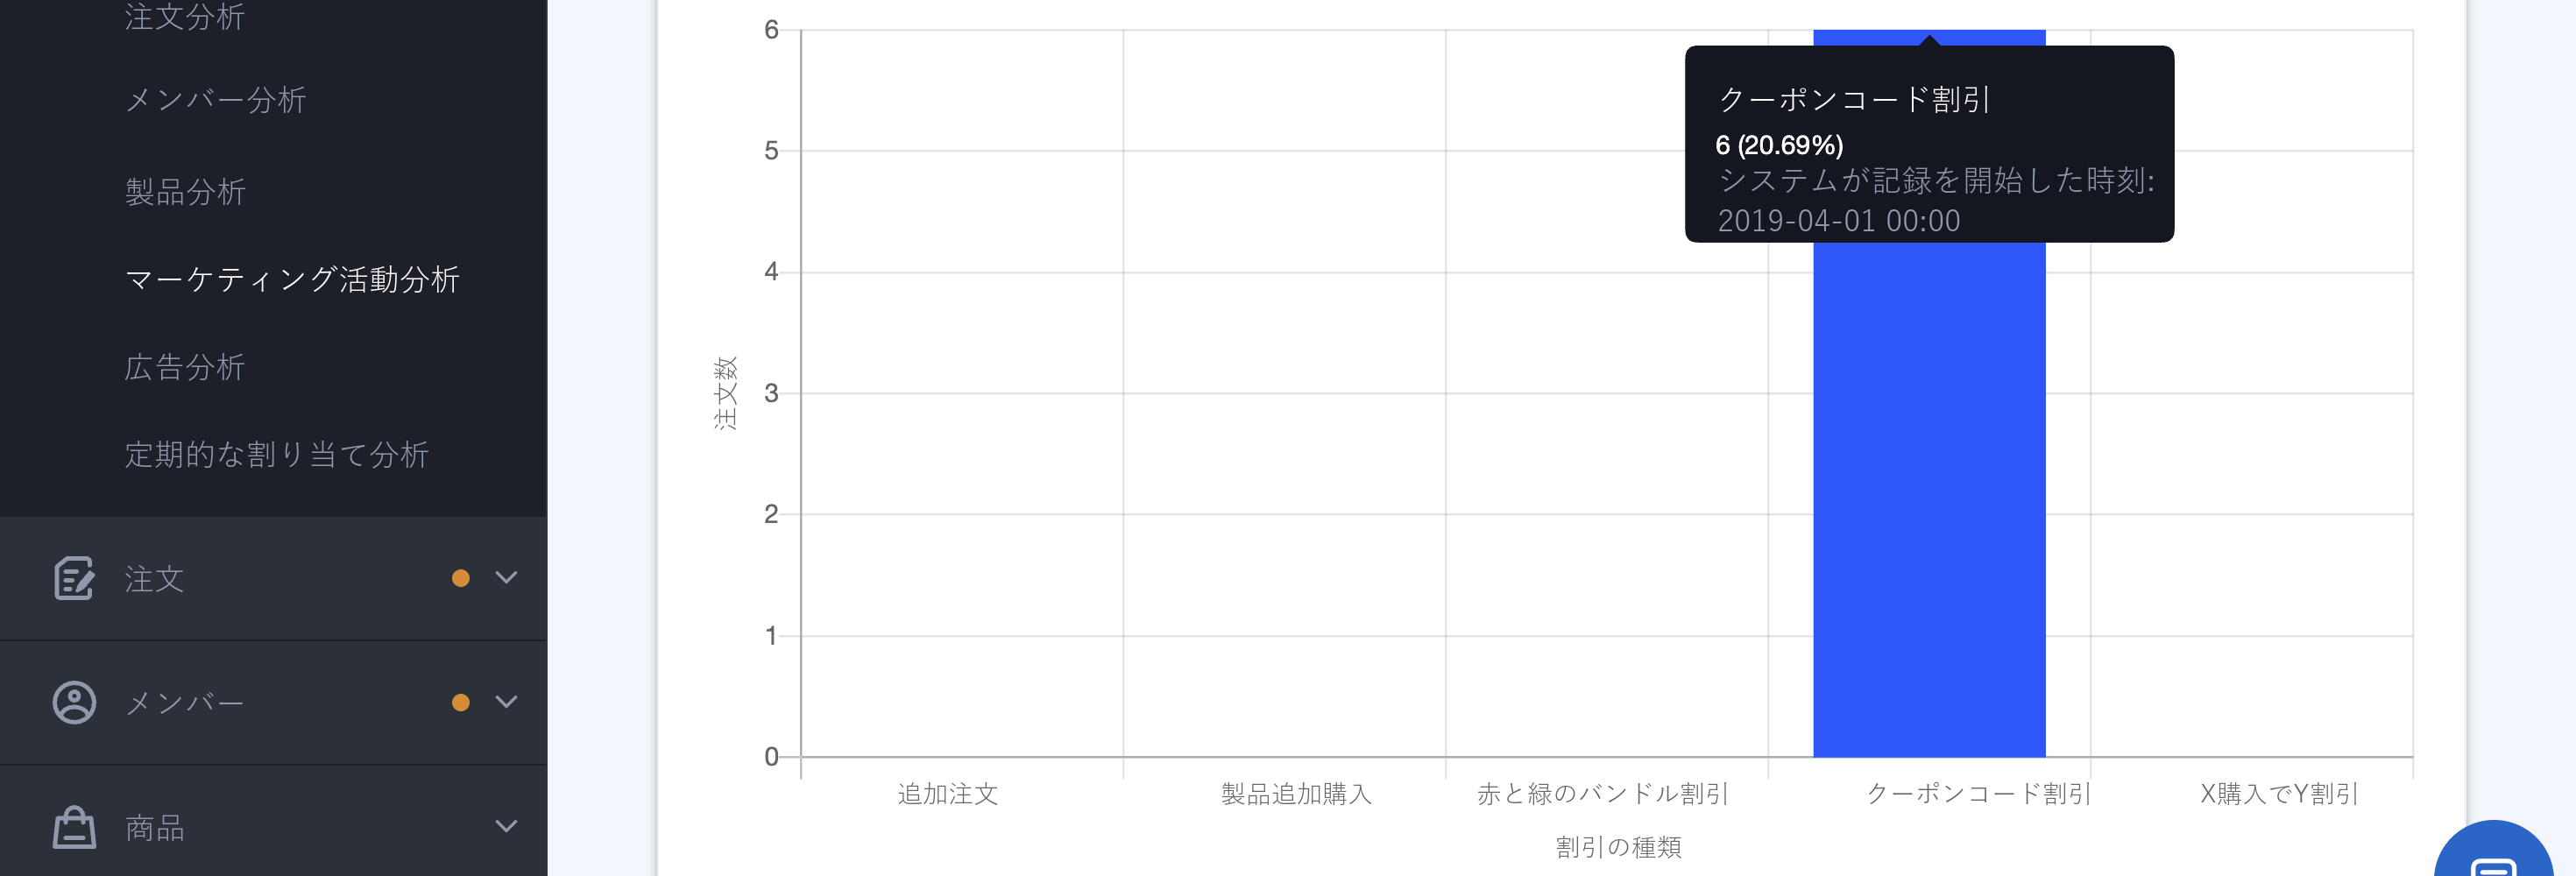 注文分析
メンバー分析
製品分析
マーケティング活動分析
広告分析
定期的な割り当て分析
注文
メンバー
商品
6
5
4
3
2
1
0
注文数
クーポンコード割引
6 (20.69%)
システムが記録を開始した時刻:
2019-04-01 00:00
追加注文
製品追加購入
赤と緑のバンドル割引
クーポンコード割引
X購入でY割引
割引の種類